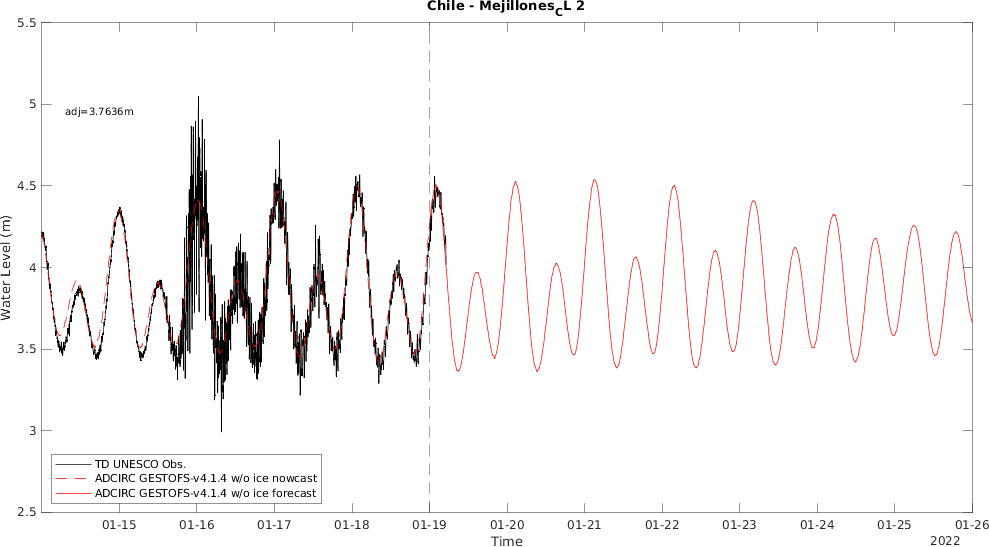 Chile - Mejillones_CL 2
5.5
5
4.5
4
3.5
3
2.5
Water Level (m)
adj=3.7636m
TD UNESCO Obs.
ADCIRC GESTOFS-v4.1.4 w/o ice nowcast
ADCIRC GESTOFS-v4.1.4 w/o ice forecast
01-15 01-16 01-17 01-18 01-19 01-20 01-21 01-22 01-23 01-24 01-25 01-26
Time
2022